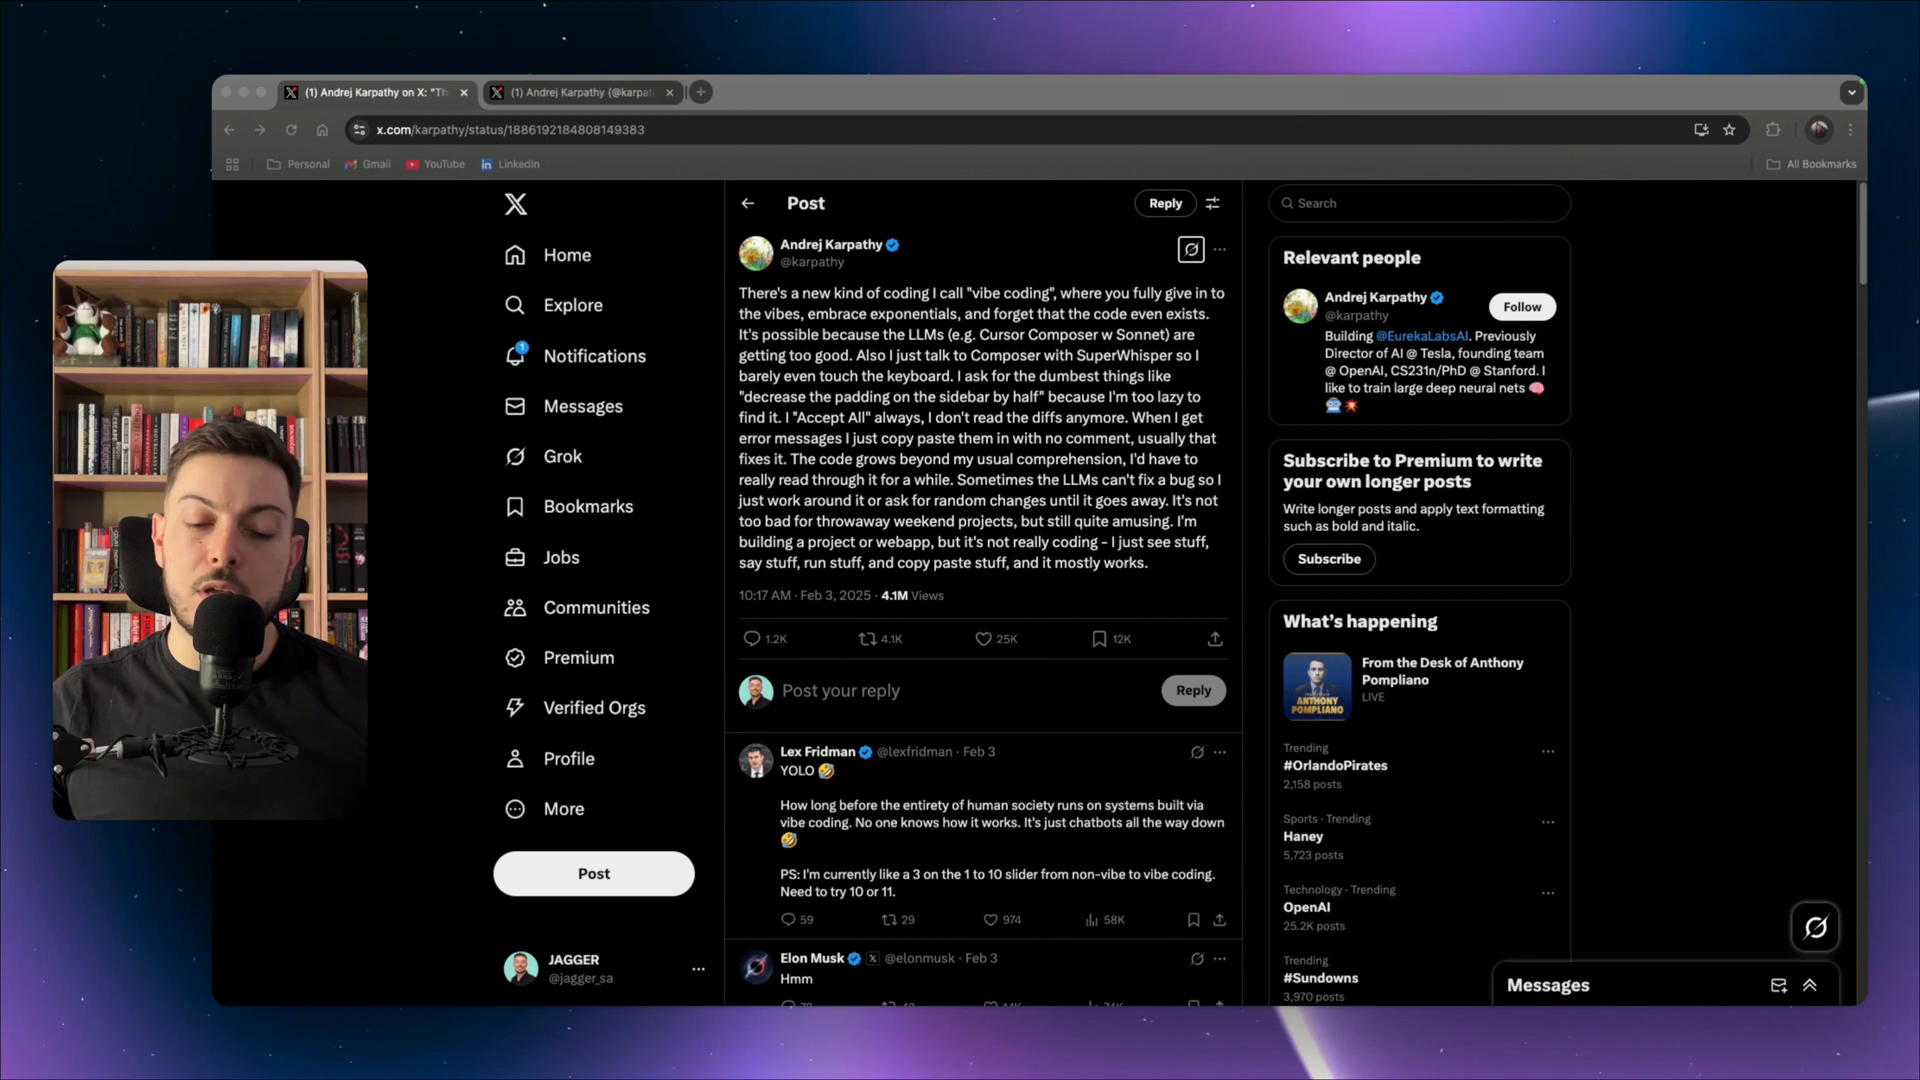 (1) Andrej Karpathy on X: "Th
(1) Andrej Karpathy (@karpat
x.com/karpathy/status/1886192184808149383
Personal
Gmail
YouTube
LinkedIn
All Bookmarks
Home
Explore
1
Notifications
Messages
Grok
Bookmarks
Jobs
Communities
Premium
Verified Orgs
Profile
More
Post
JAGGER
@jagger_sa
Post
Reply
Andrej Karpathy
@karpathy
There's a new kind of coding I call "vibe coding", where you fully give in to
the vibes, embrace exponentials, and forget that the code even exists.
It's possible because the LLMs (e.g. Cursor Composer w Sonnet) are
getting too good. Also I just talk to Composer with SuperWhisper so I
barely even touch the keyboard. I ask for the dumbest things like
"decrease the padding on the sidebar by half" because I'm too lazy to
find it. I "Accept All" always, I don't read the diffs anymore. When I get
error messages I just copy paste them in with no comment, usually that
fixes it. The code grows beyond my usual comprehension, I'd have to
really read through it for a while. Sometimes the LLMs can't fix a bug so I
just work around it or ask for random changes until it goes away. It's not
too bad for throwaway weekend projects, but still quite amusing. I'm
building a project or webapp, but it's not really coding - I just see stuff,
say stuff, run stuff, and copy paste stuff, and it mostly works.
10:17 AM · Feb 3, 2025 · 4.1M Views
1.2K 4.1K 25K 12K
Post your reply
Reply
Lex Fridman @lexfridman · Feb 3
YOLO 🤣
How long before the entirety of human society runs on systems built via
vibe coding. No one knows how it works. It's just chatbots all the way down
🤣
PS: I'm currently like a 3 on the 1 to 10 slider from non-vibe to vibe coding.
Need to try 10 or 11.
59 29 974 58K
Elon Musk @elonmusk · Feb 3
Hmm
Search
Relevant people
Andrej Karpathy
@karpathy
Follow
Building @EurekaLabsAI. Previously
Director of AI @ Tesla, founding team
@ OpenAI, CS231n/PhD @ Stanford. I
like to train large deep neural nets 🧠
🤖💥
Subscribe to Premium to write
your own longer posts
Write longer posts and apply text formatting
such as bold and italic.
Subscribe
What's happening
ANTHONY
POMPLIANO
From the Desk of Anthony
Pompliano
LIVE
Trending
#OrlandoPirates
2,158 posts
Sports · Trending
Haney
5,723 posts
Technology · Trending
OpenAI
25.2K posts
Trending
#Sundowns
3,970 posts
Messages